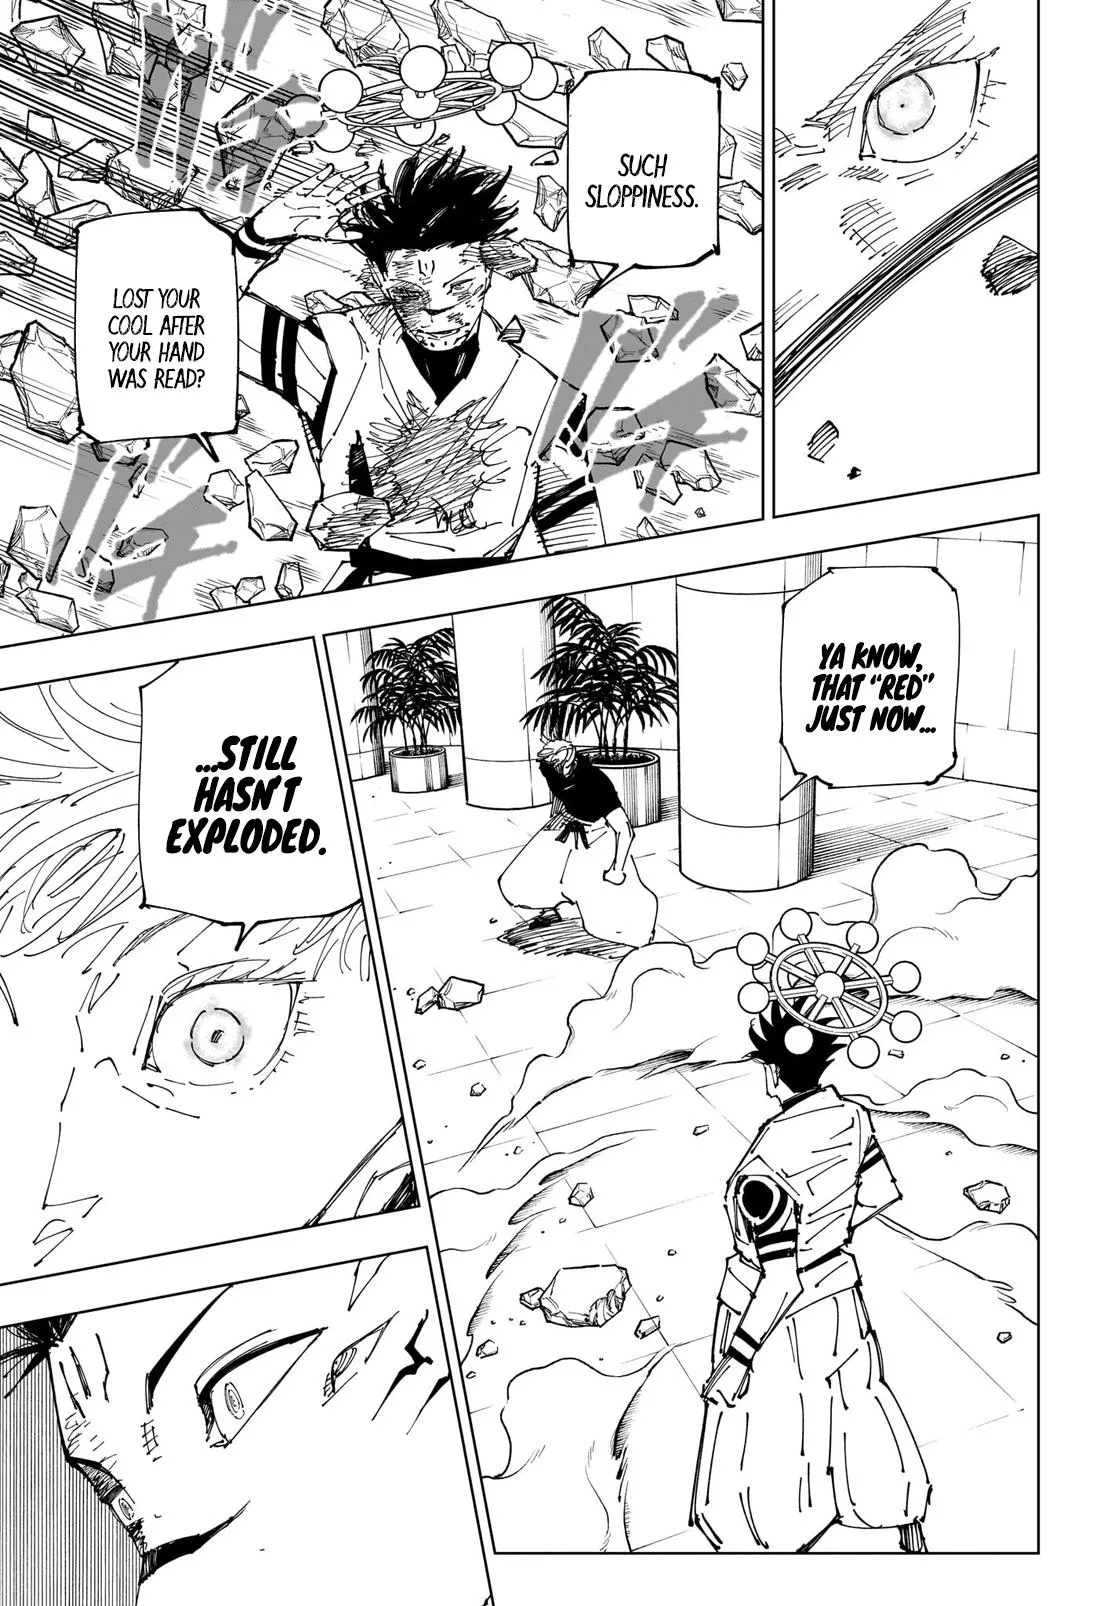 SUCH
SLOPPINESS.
LOST YOUR
COOL AFTER
YOUR HAND
WAS READ?
YA KNOW,
THAT “RED”
JUST NOW...
...STILL
HASN'T
EXPLODED.